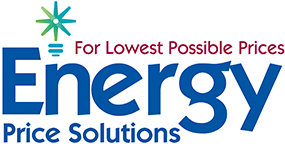 For Lowest Possible Prices
Energy
Price Solutions